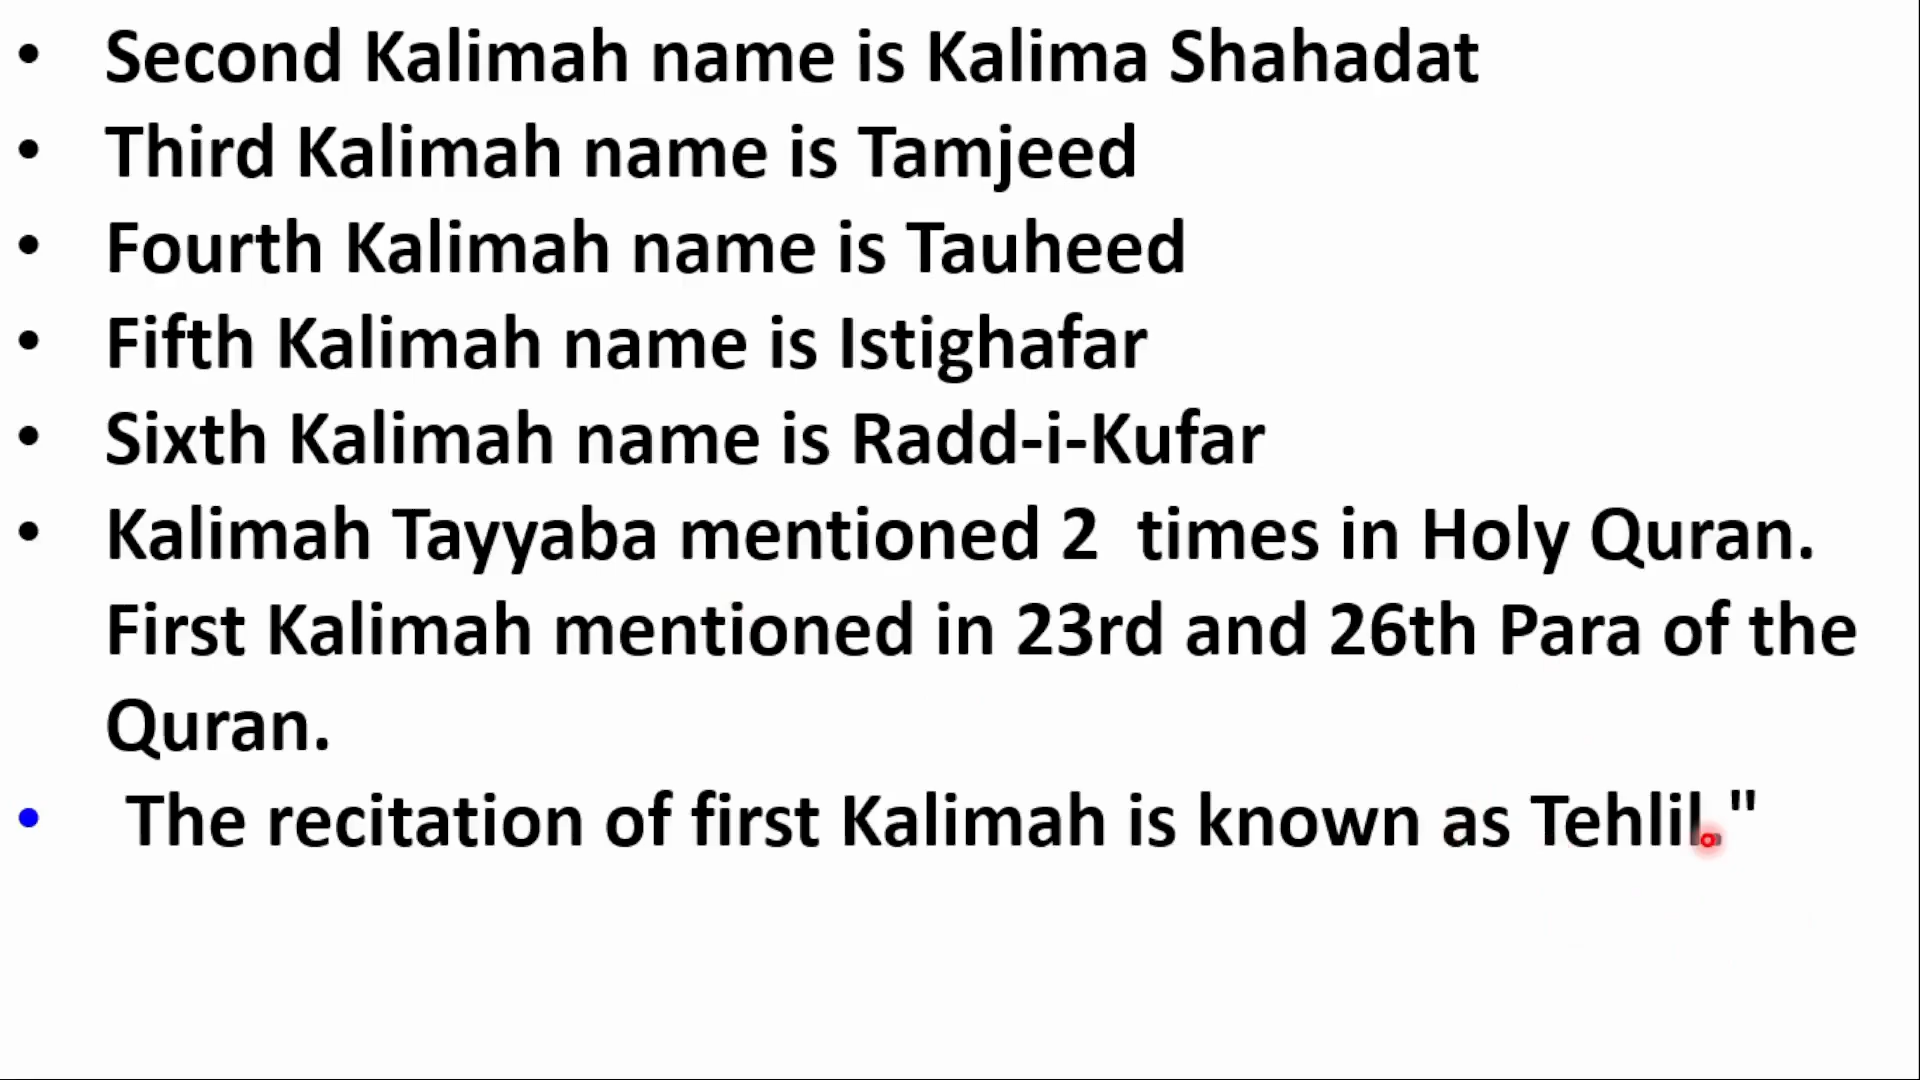 • Second Kalimah name is Kalima Shahadat
• Third Kalimah name is Tamjeed
• Fourth Kalimah name is Tauheed
• Fifth Kalimah name is Istighafar
• Sixth Kalimah name is Radd-i-Kufar
• Kalimah Tayyaba mentioned 2 times in Holy Quran.
First Kalimah mentioned in 23rd and 26th Para of the
Quran.
• The recitation of first Kalimah is known as Tehlil."